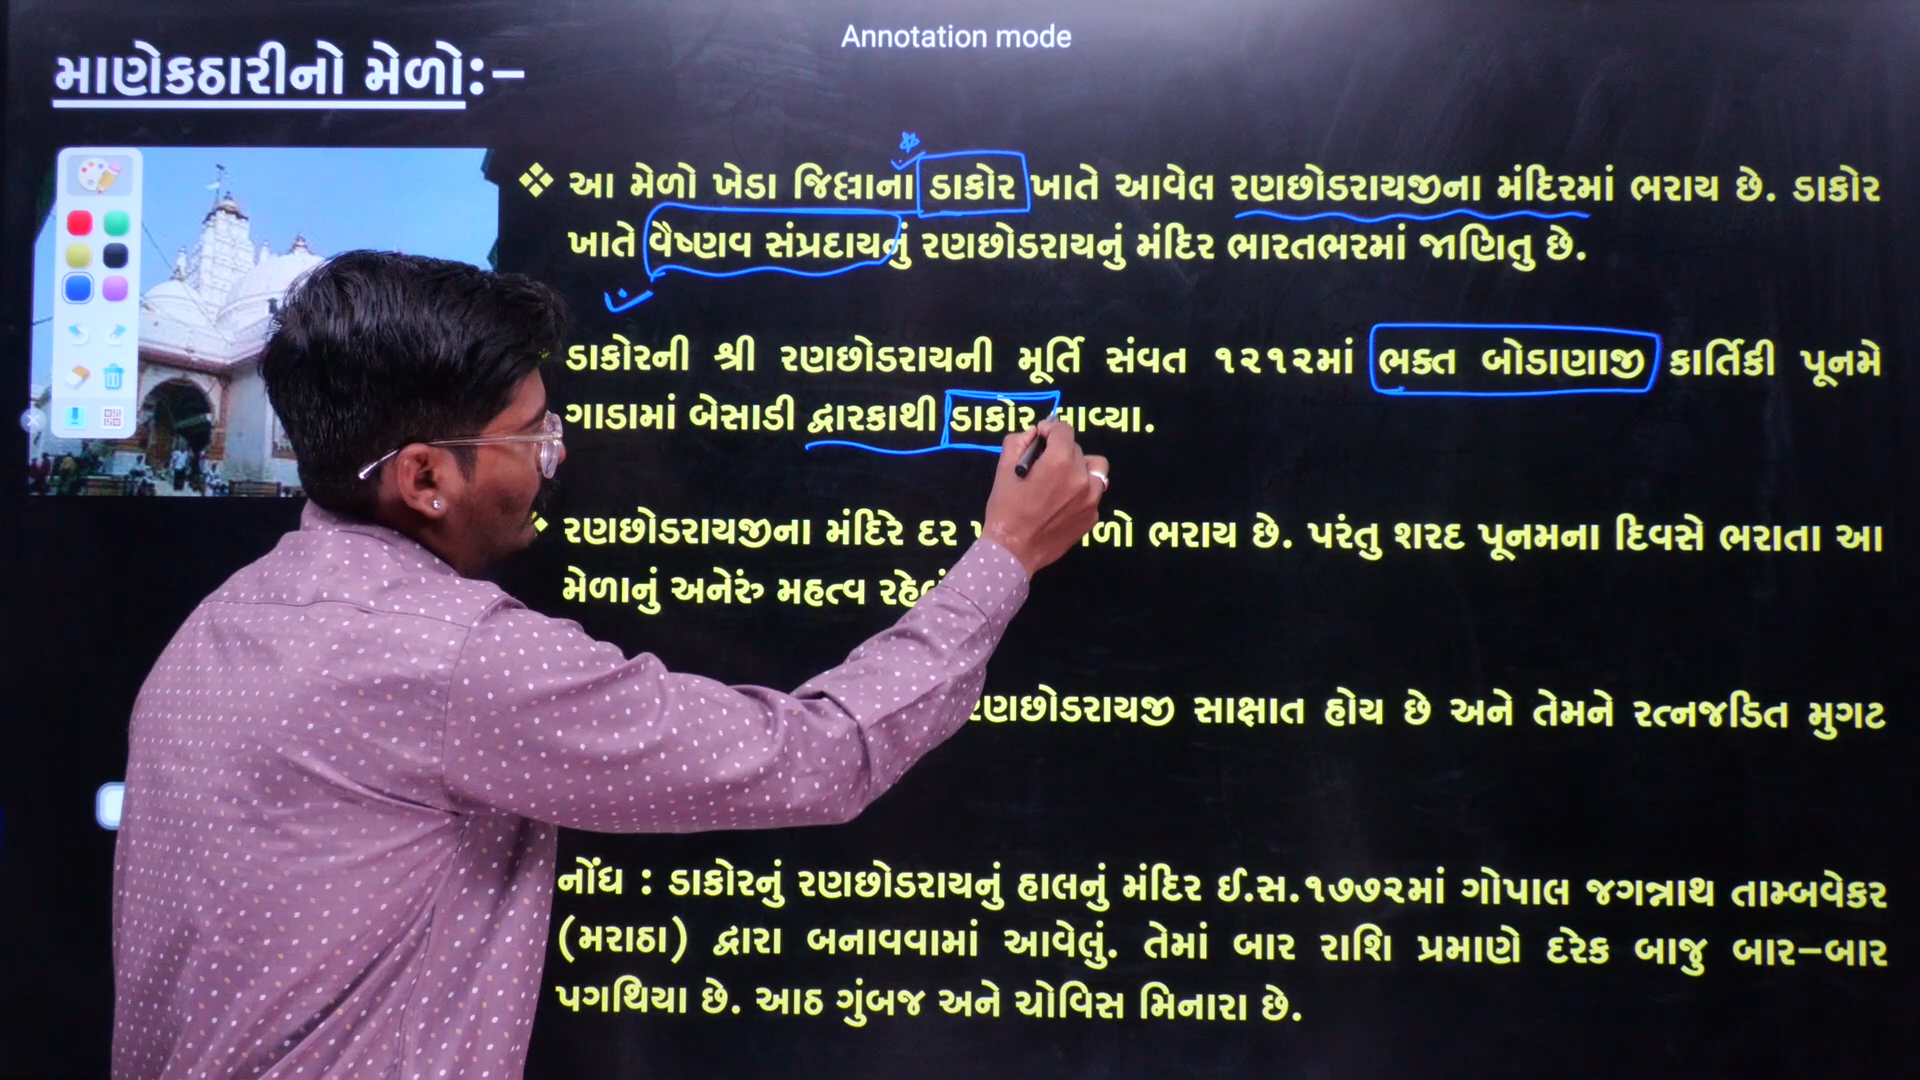 Annotation mode
માણેકઠારીનો મેળો:-
❖ આ મેળો ખેડા જિલ્લાના ડાકોર ખાતે આવેલ રણછોડરાયજીના મંદિરમાં ભરાય છે. ડાકોર
ખાતે વૈષ્ણવ સંપ્રદાયનું રણછોડરાયનું મંદિર ભારતભરમાં જાણિતુ છે.
ડાકોરની શ્રી રણછોડરાયની મૂર્તિ સંવત ૧૨૧૨માં ભક્ત બોડાણાજી કાર્તિકી પૂનમે
ગાડામાં બેસાડી દ્વારકાથી ડાકોર
રણછોડરાયજીના મંદિરે દર ભરાય છે. પરંતુ શરદ પૂનમના દિવસે ભરાતા આ
મેળાનું અનેરું મહત્વ
રણછોડરાયજી સાક્ષાત હોય છે અને તેમને રત્નજડિત મુગટ
નોંધ : ડાકોરનું રણછોડરાયનું હાલનું મંદિર ઈ.સ.૧૭૭૨માં ગોપાલ જગન્નાથ તામ્બવેકર
(મરાઠા) દ્વારા બનાવવામાં આવેલું. તેમાં બાર રાશિ પ્રમાણે દરેક બાજુ બાર-બાર
પગથિયા છે. આઠ ગુંબજ અને ચોવિસ મિનારા છે.